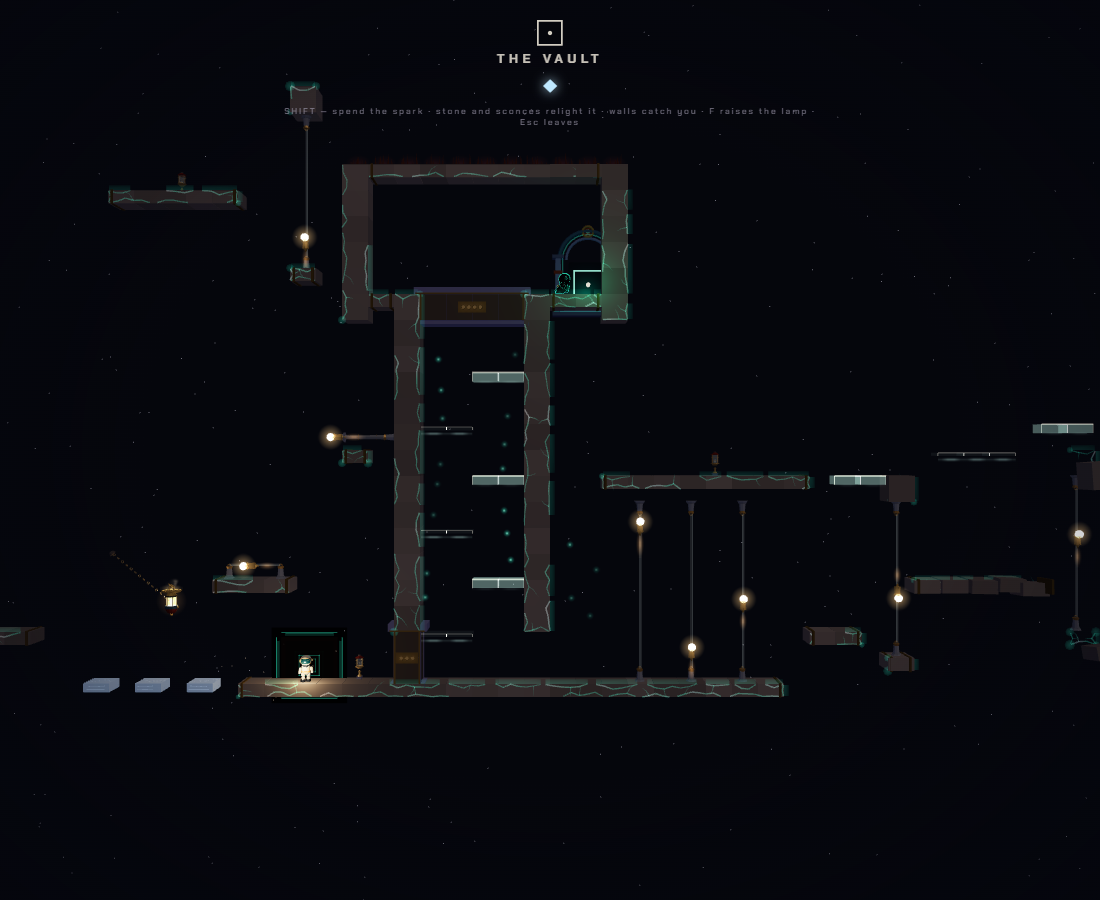 THE VAULT
SHIFT — spend the spark · stone and sconces relight it · walls catch you · F raises the lamp ·
Esc leaves